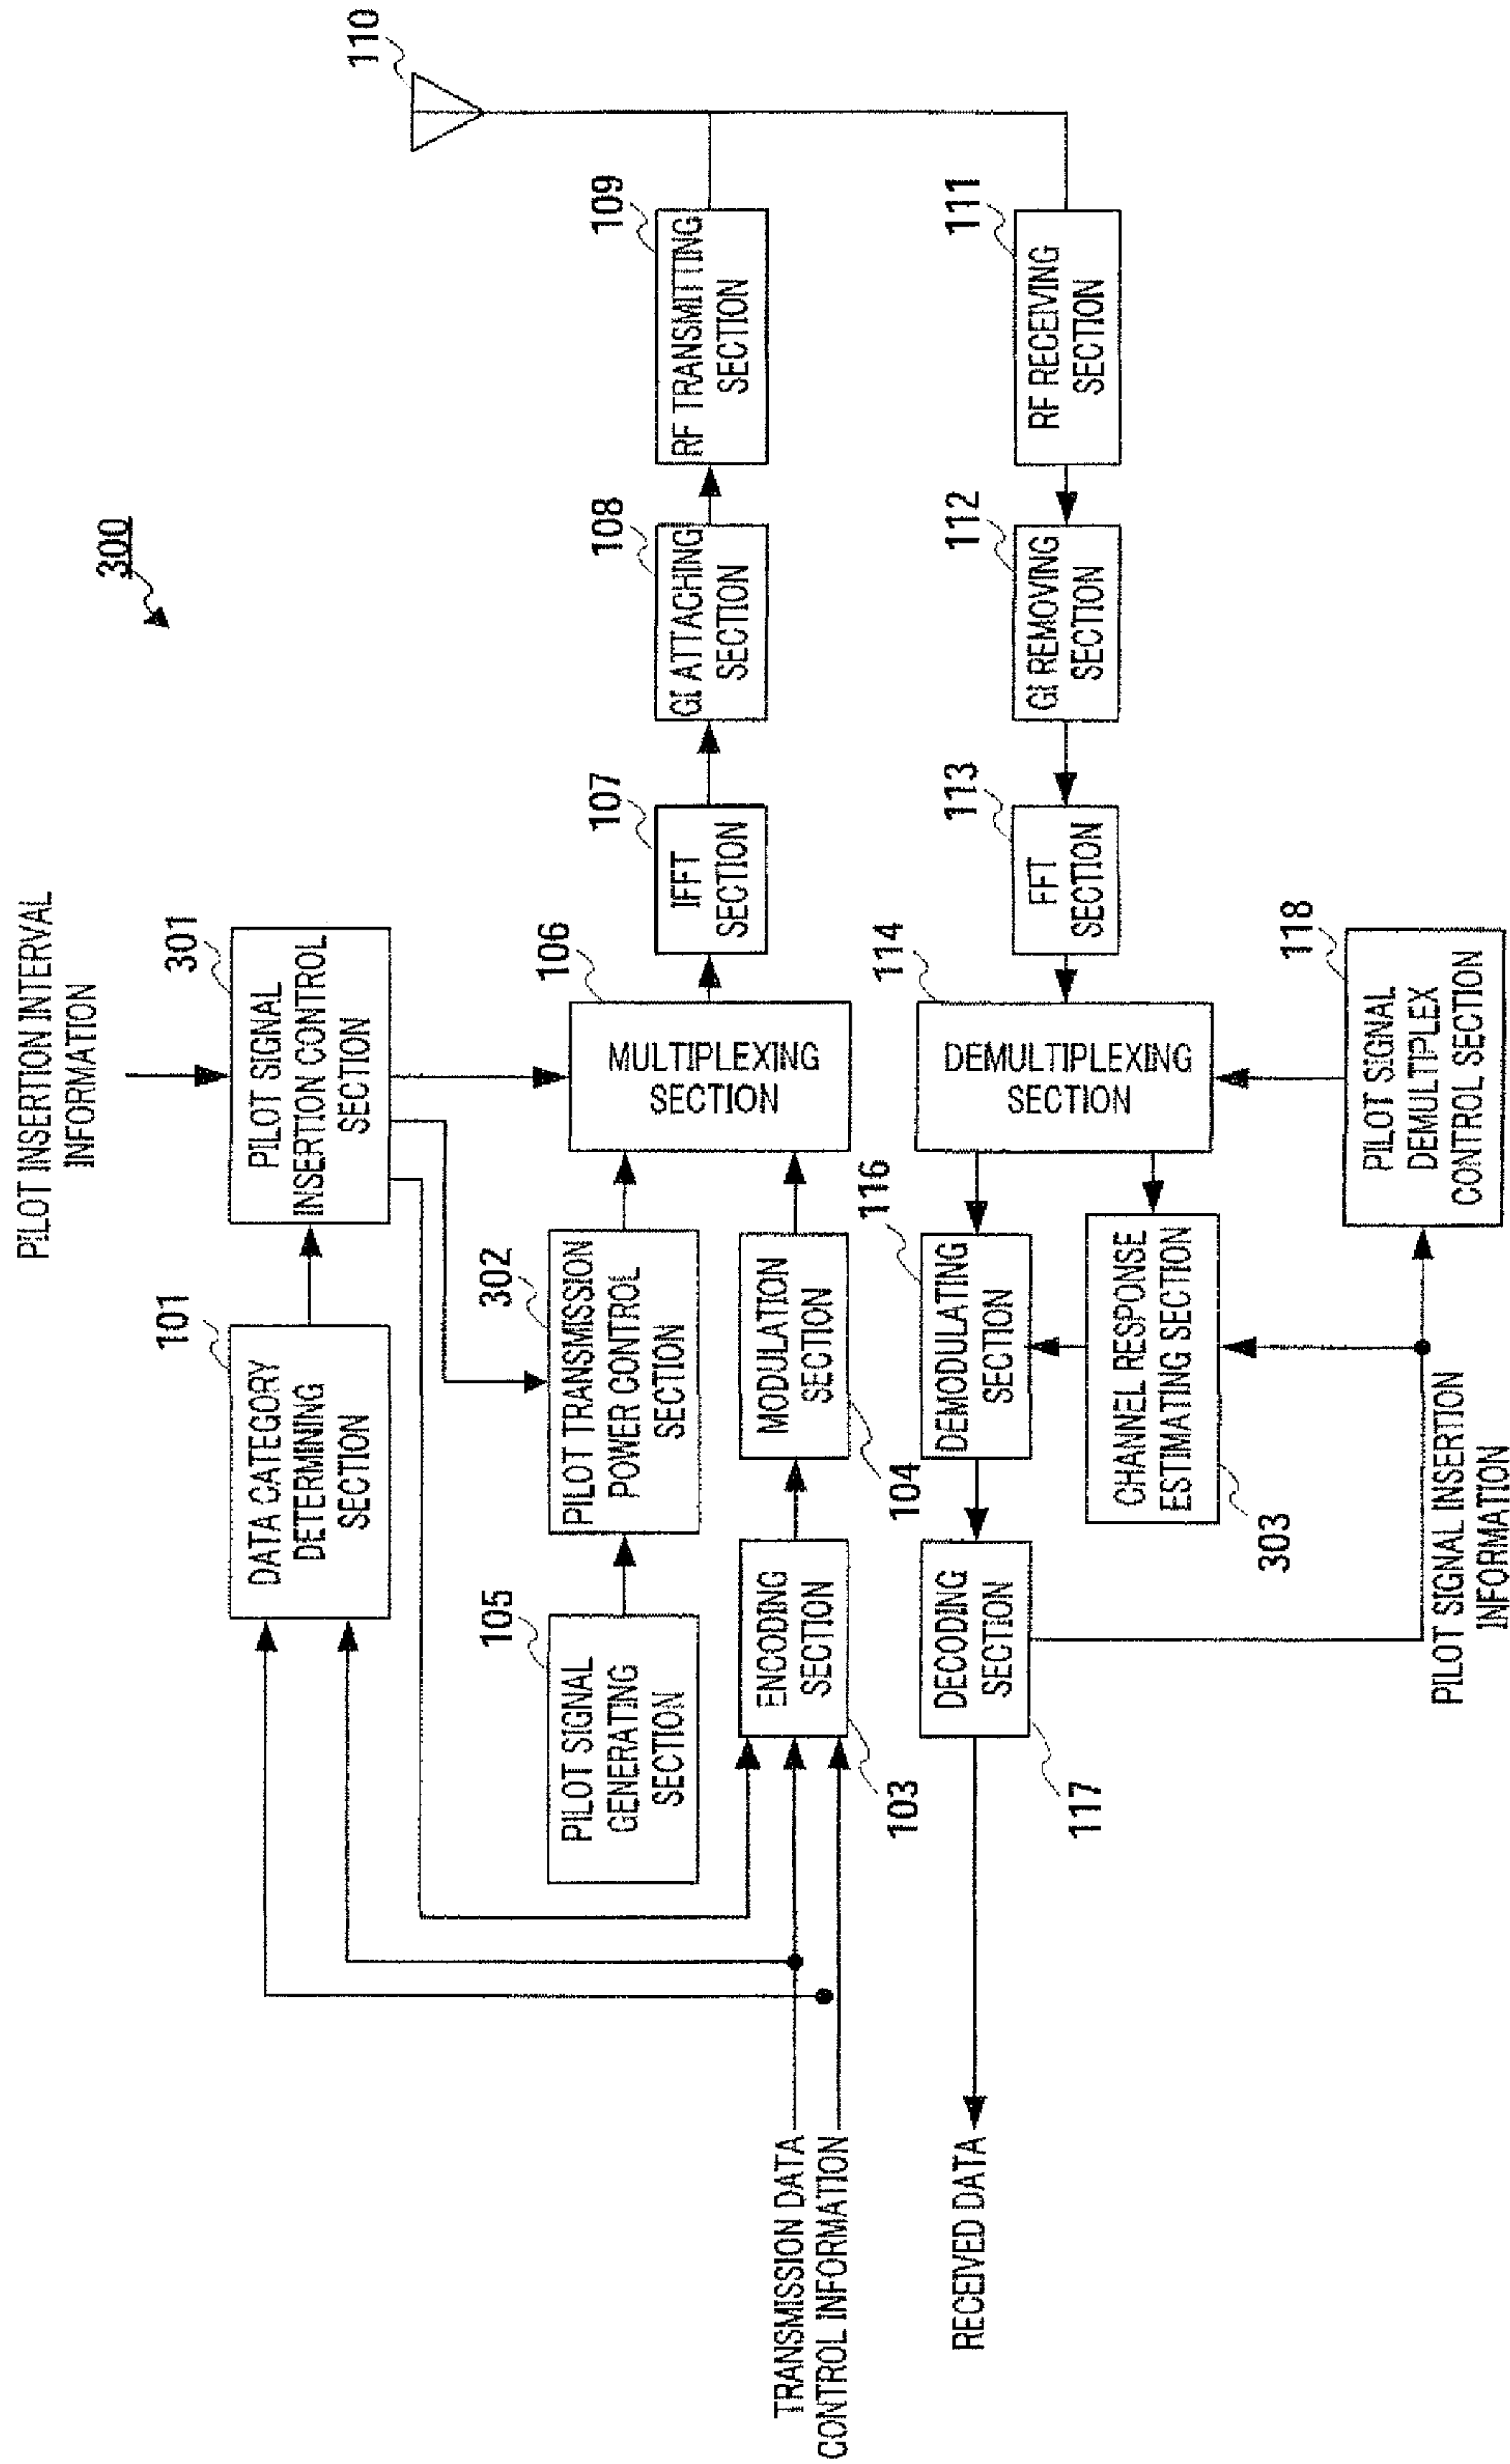 300
PILOT INSERTION INTERVAL
INFORMATION
101
DATA CATEGORY
DETERMINING
SECTION
301
PILOT SIGNAL
INSERTION CONTROL
SECTION
105
PILOT SIGNAL
GENERATING
SECTION
302
PILOT TRANSMISSION
POWER CONTROL
SECTION
106
MULTIPLEXING
SECTION
107
IFFT
SECTION
108
GI ATTACHING
SECTION
109
RF TRANSMITTING
SECTION
110
TRANSMISSION DATA
CONTROL INFORMATION
ENCODING
SECTION
103
MODULATION
SECTION
104
RECEIVED DATA
DECODING
SECTION
117
116
DEMODULATING
SECTION
114
DEMULTIPLEXING
SECTION
113
FFT
SECTION
112
GI REMOVING
SECTION
111
RF RECEIVING
SECTION
CHANNEL RESPONSE
ESTIMATING SECTION
303
118
PILOT SIGNAL
DEMULTIPLEX
CONTROL SECTION
PILOT SIGNAL INSERTION
INFORMATION